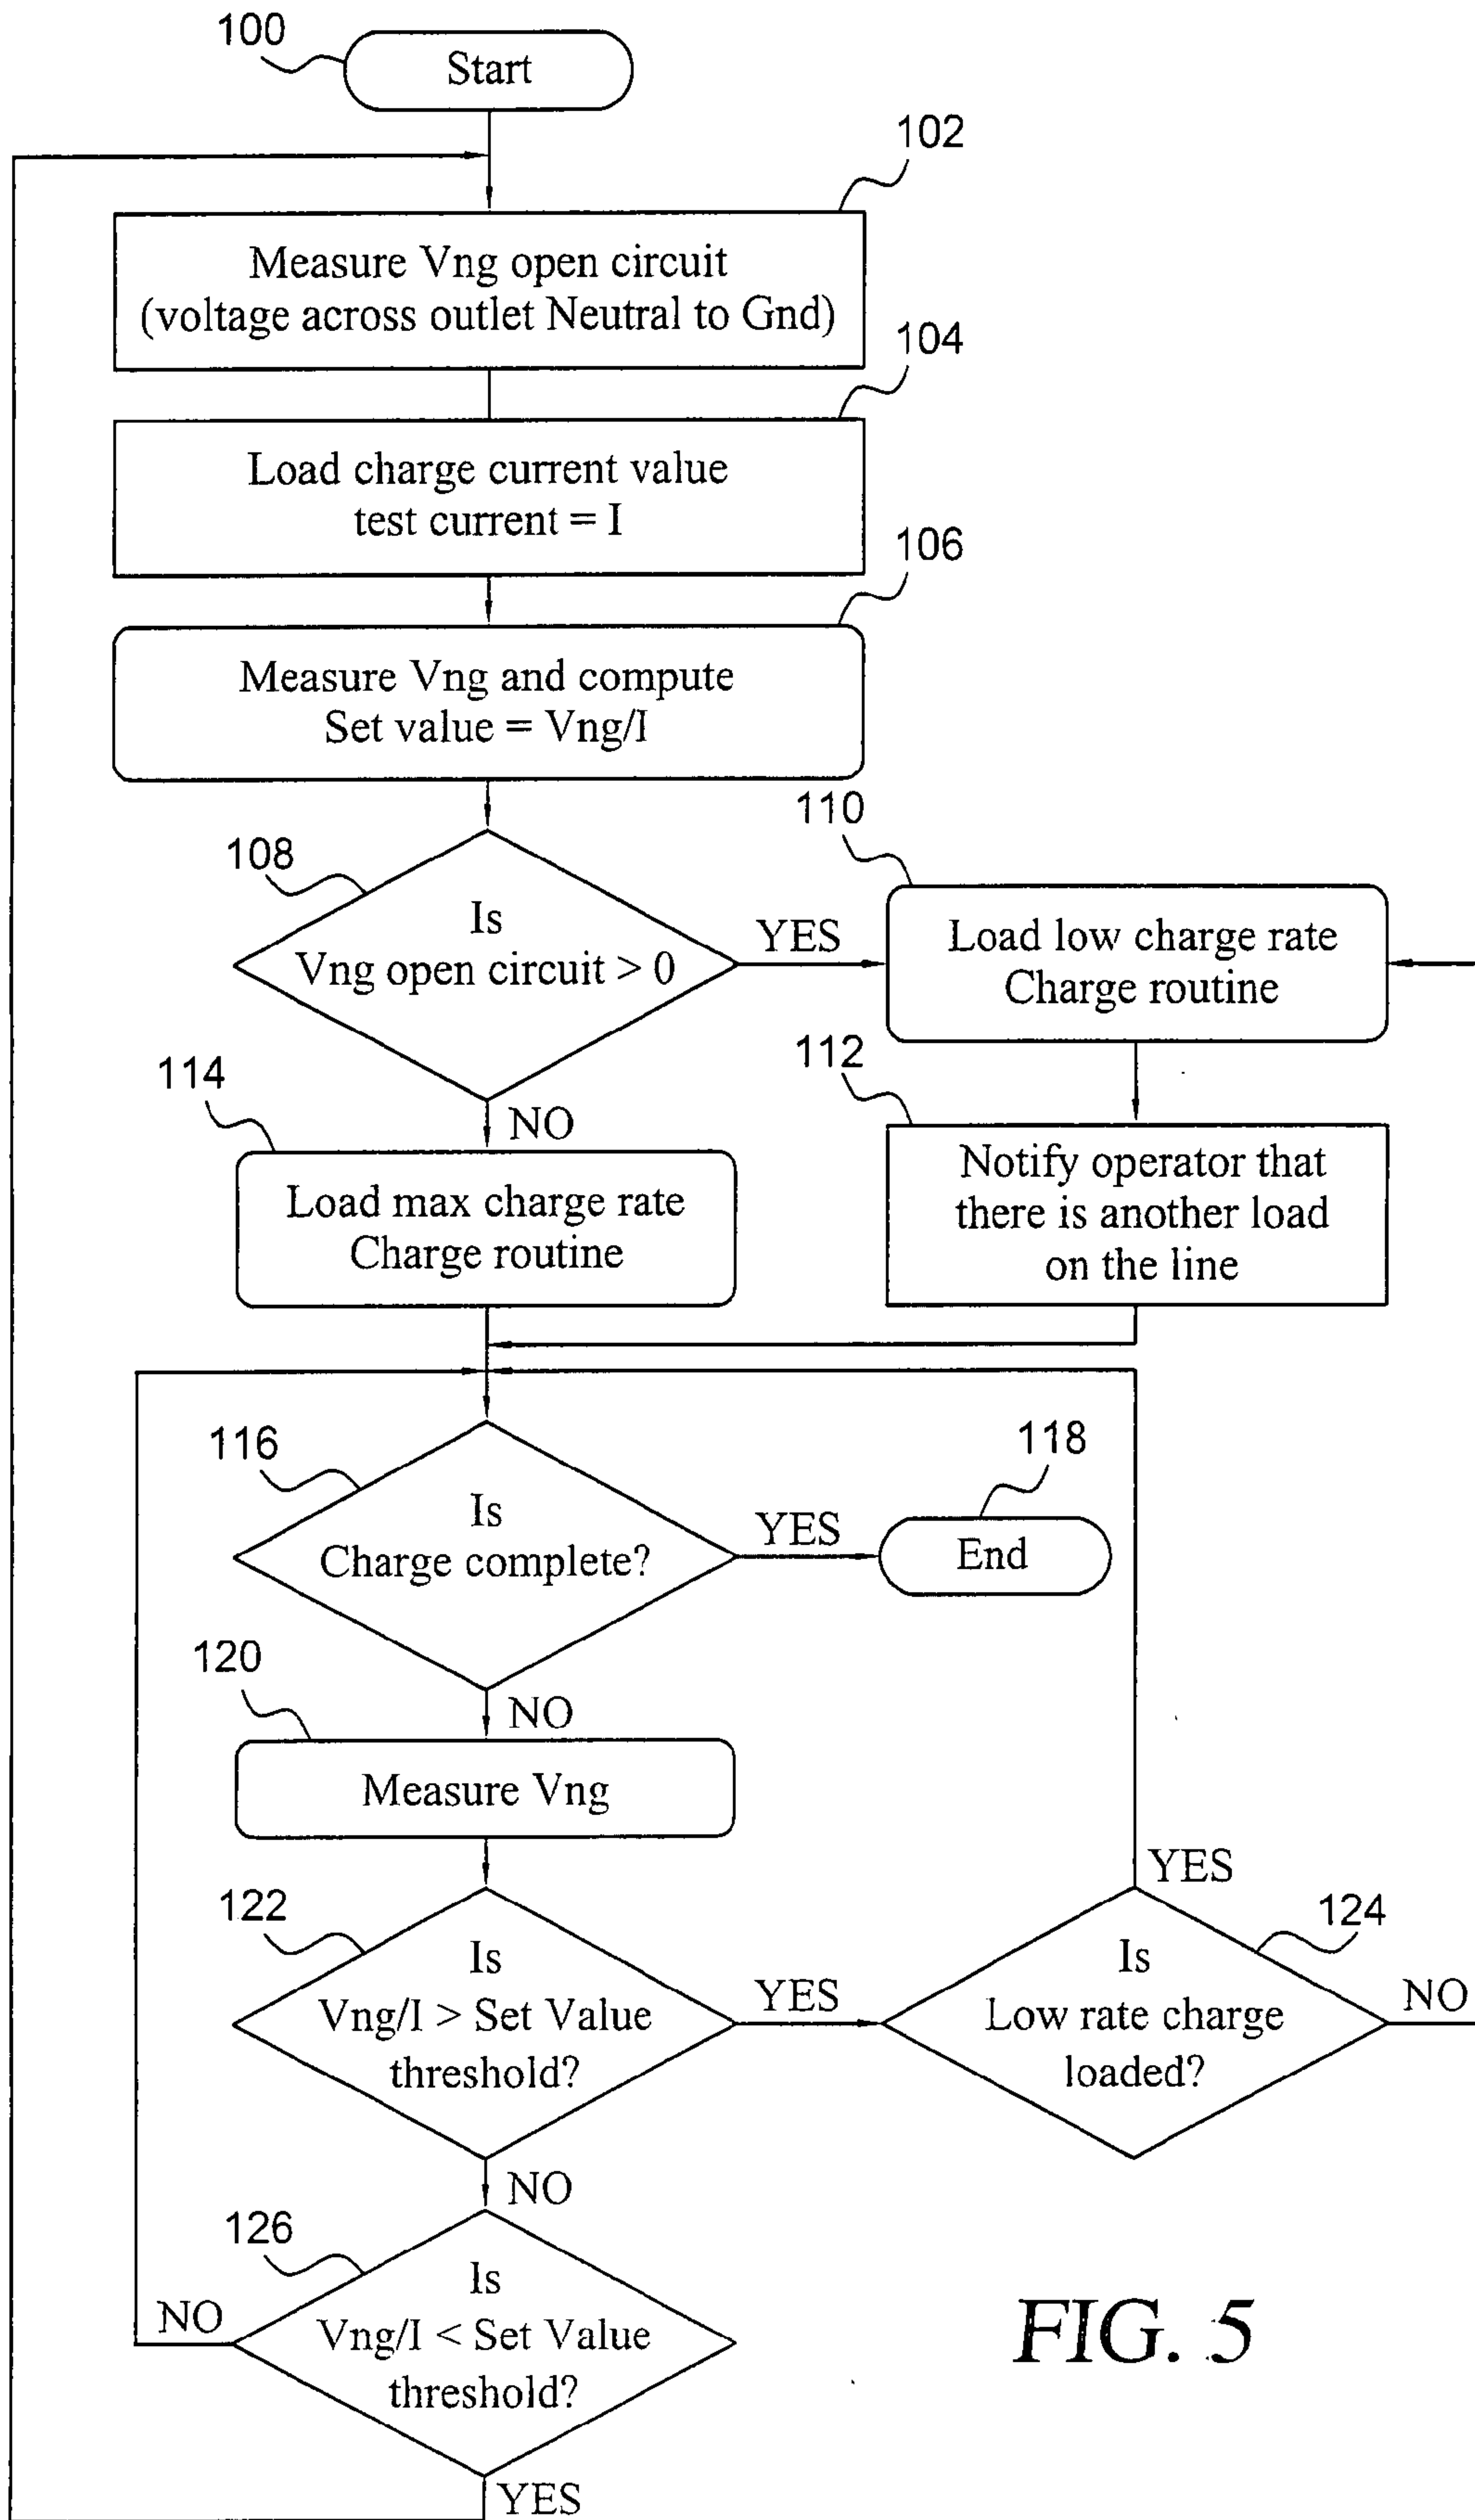 100
Start
102
Measure Vng open circuit
(voltage across outlet Neutral to Gnd)
104
Load charge current value
test current = I
106
Measure Vng and compute
Set value = Vng/I
108
Is
Vng open circuit > 0
YES
110
Load low charge rate
Charge routine
112
Notify operator that
there is another load
on the line
NO
114
Load max charge rate
Charge routine
116
Is
Charge complete?
YES
118
End
NO
120
Measure Vng
122
Is
Vng/I > Set Value
threshold?
YES
124
Is
Low rate charge
loaded?
YES
NO
NO
126
Is
Vng/I < Set Value
threshold?
NO
YES
FIG. 5